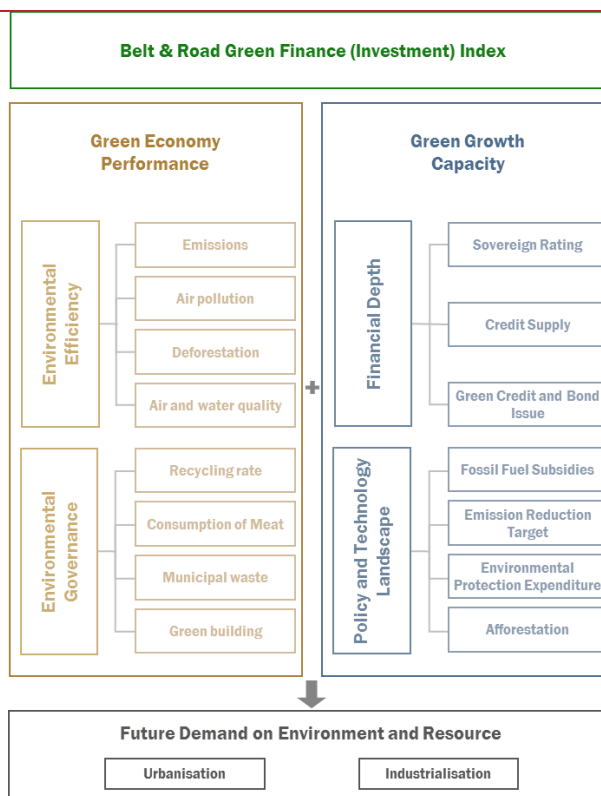 Belt & Road Green Finance (Investment) Index
Green Economy
Performance
Environmental
Efficiency
Emissions
Air pollution
Deforestation
Air and water quality
Environmental
Governance
Recycling rate
Consumption of Meat
Municipal waste
Green building
+
Green Growth
Capacity
Financial Depth
Sovereign Rating
Credit Supply
Green Credit and Bond
Issue
Policy and Technology
Landscape
Fossil Fuel Subsidies
Emission Reduction
Target
Environmental
Protection Expenditure
Afforestation
Future Demand on Environment and Resource
Urbanisation
Industrialisation